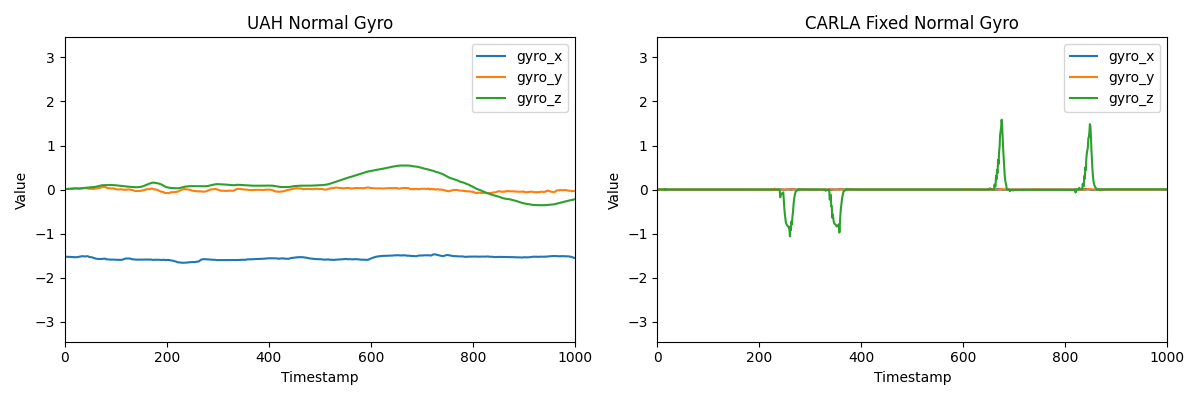 UAH Normal Gyro
3
2
1
0
−1
−2
−3
Value
0
200
400
600
800
1000
Timestamp
gyro_x
gyro_y
gyro_z
CARLA Fixed Normal Gyro
3
2
1
0
−1
−2
−3
Value
0
200
400
600
800
1000
Timestamp
gyro_x
gyro_y
gyro_z